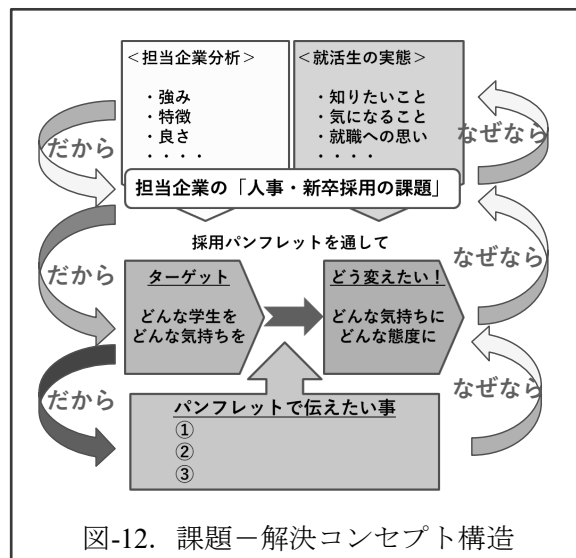 ＜担当企業分析＞
・強み
・特徴
・良さ
・・・・
＜就活生の実態＞
・知りたいこと
・気になること
・就職への思い
・・・・
だから
なぜなら
担当企業の「人事・新卒採用の課題」
採用パンフレットを通して
だから
なぜなら
ターゲット
どんな学生を
どんな気持ちを
どう変えたい！
どんな気持ちに
どんな態度に
だから
なぜなら
パンフレットで伝えたい事
①
②
③
図-12．課題－解決コンセプト構造